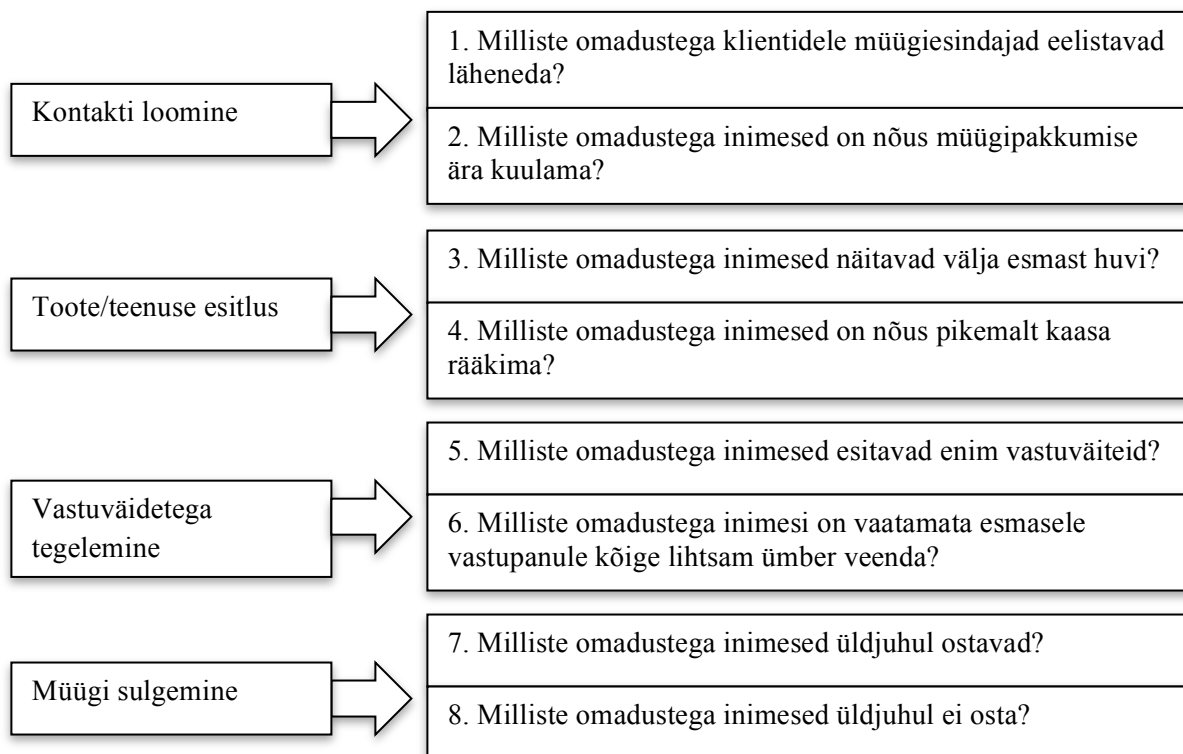 Kontakti loomine
1. Milliste omadustega klientidele müügiesindajad eelistavad
läheneda?
2. Milliste omadustega inimesed on nõus müügipakkumise
ära kuulama?
Toote/teenuse esitlus
3. Milliste omadustega inimesed näitavad välja esmast huvi?
4. Milliste omadustega inimesed on nõus pikemalt kaasa
rääkima?
Vastuväidetega
tegelemine
5. Milliste omadustega inimesed esitavad enim vastuväiteid?
6. Milliste omadustega inimesi on vaatamata esmasele
vastupanule kõige lihtsam ümber veenda?
Müügi sulgemine
7. Milliste omadustega inimesed üldjuhul ostavad?
8. Milliste omadustega inimesed üldjuhul ei osta?